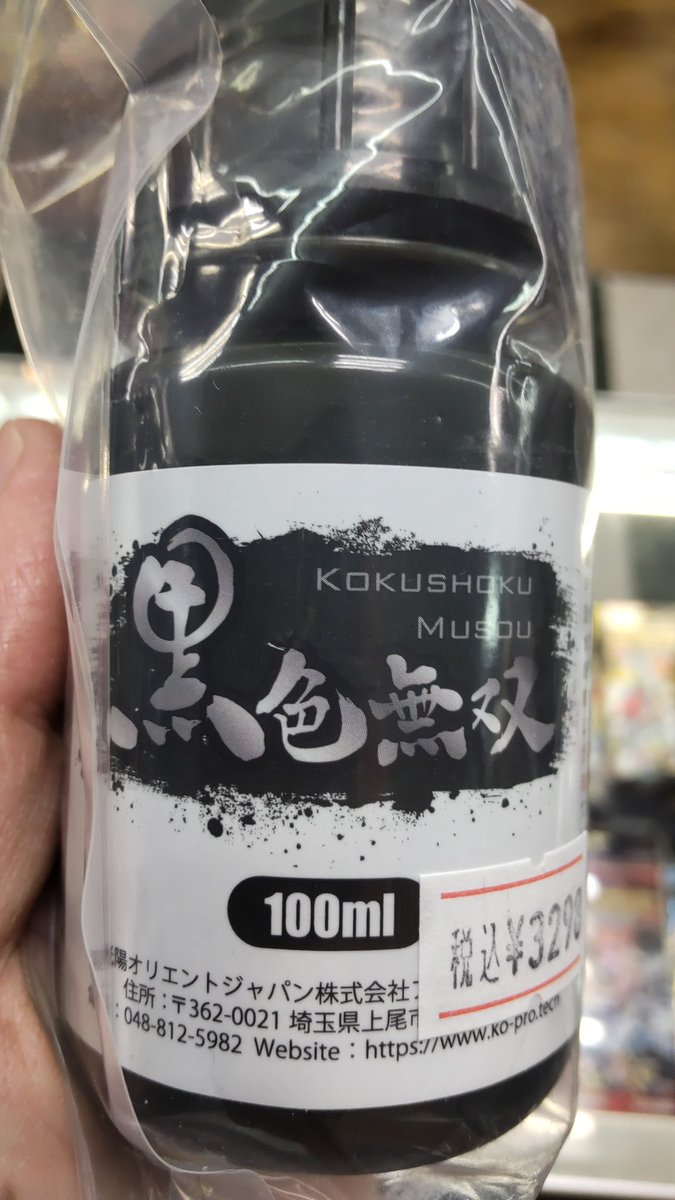 KOKUSHOKU
MUSOU
黒色無双
100ml
税込¥3290
陽オリエントジャパン株式会社
住所:〒362-0021 埼玉県上尾市
:048-812-5982 Website:https://www.ko-pro.tech